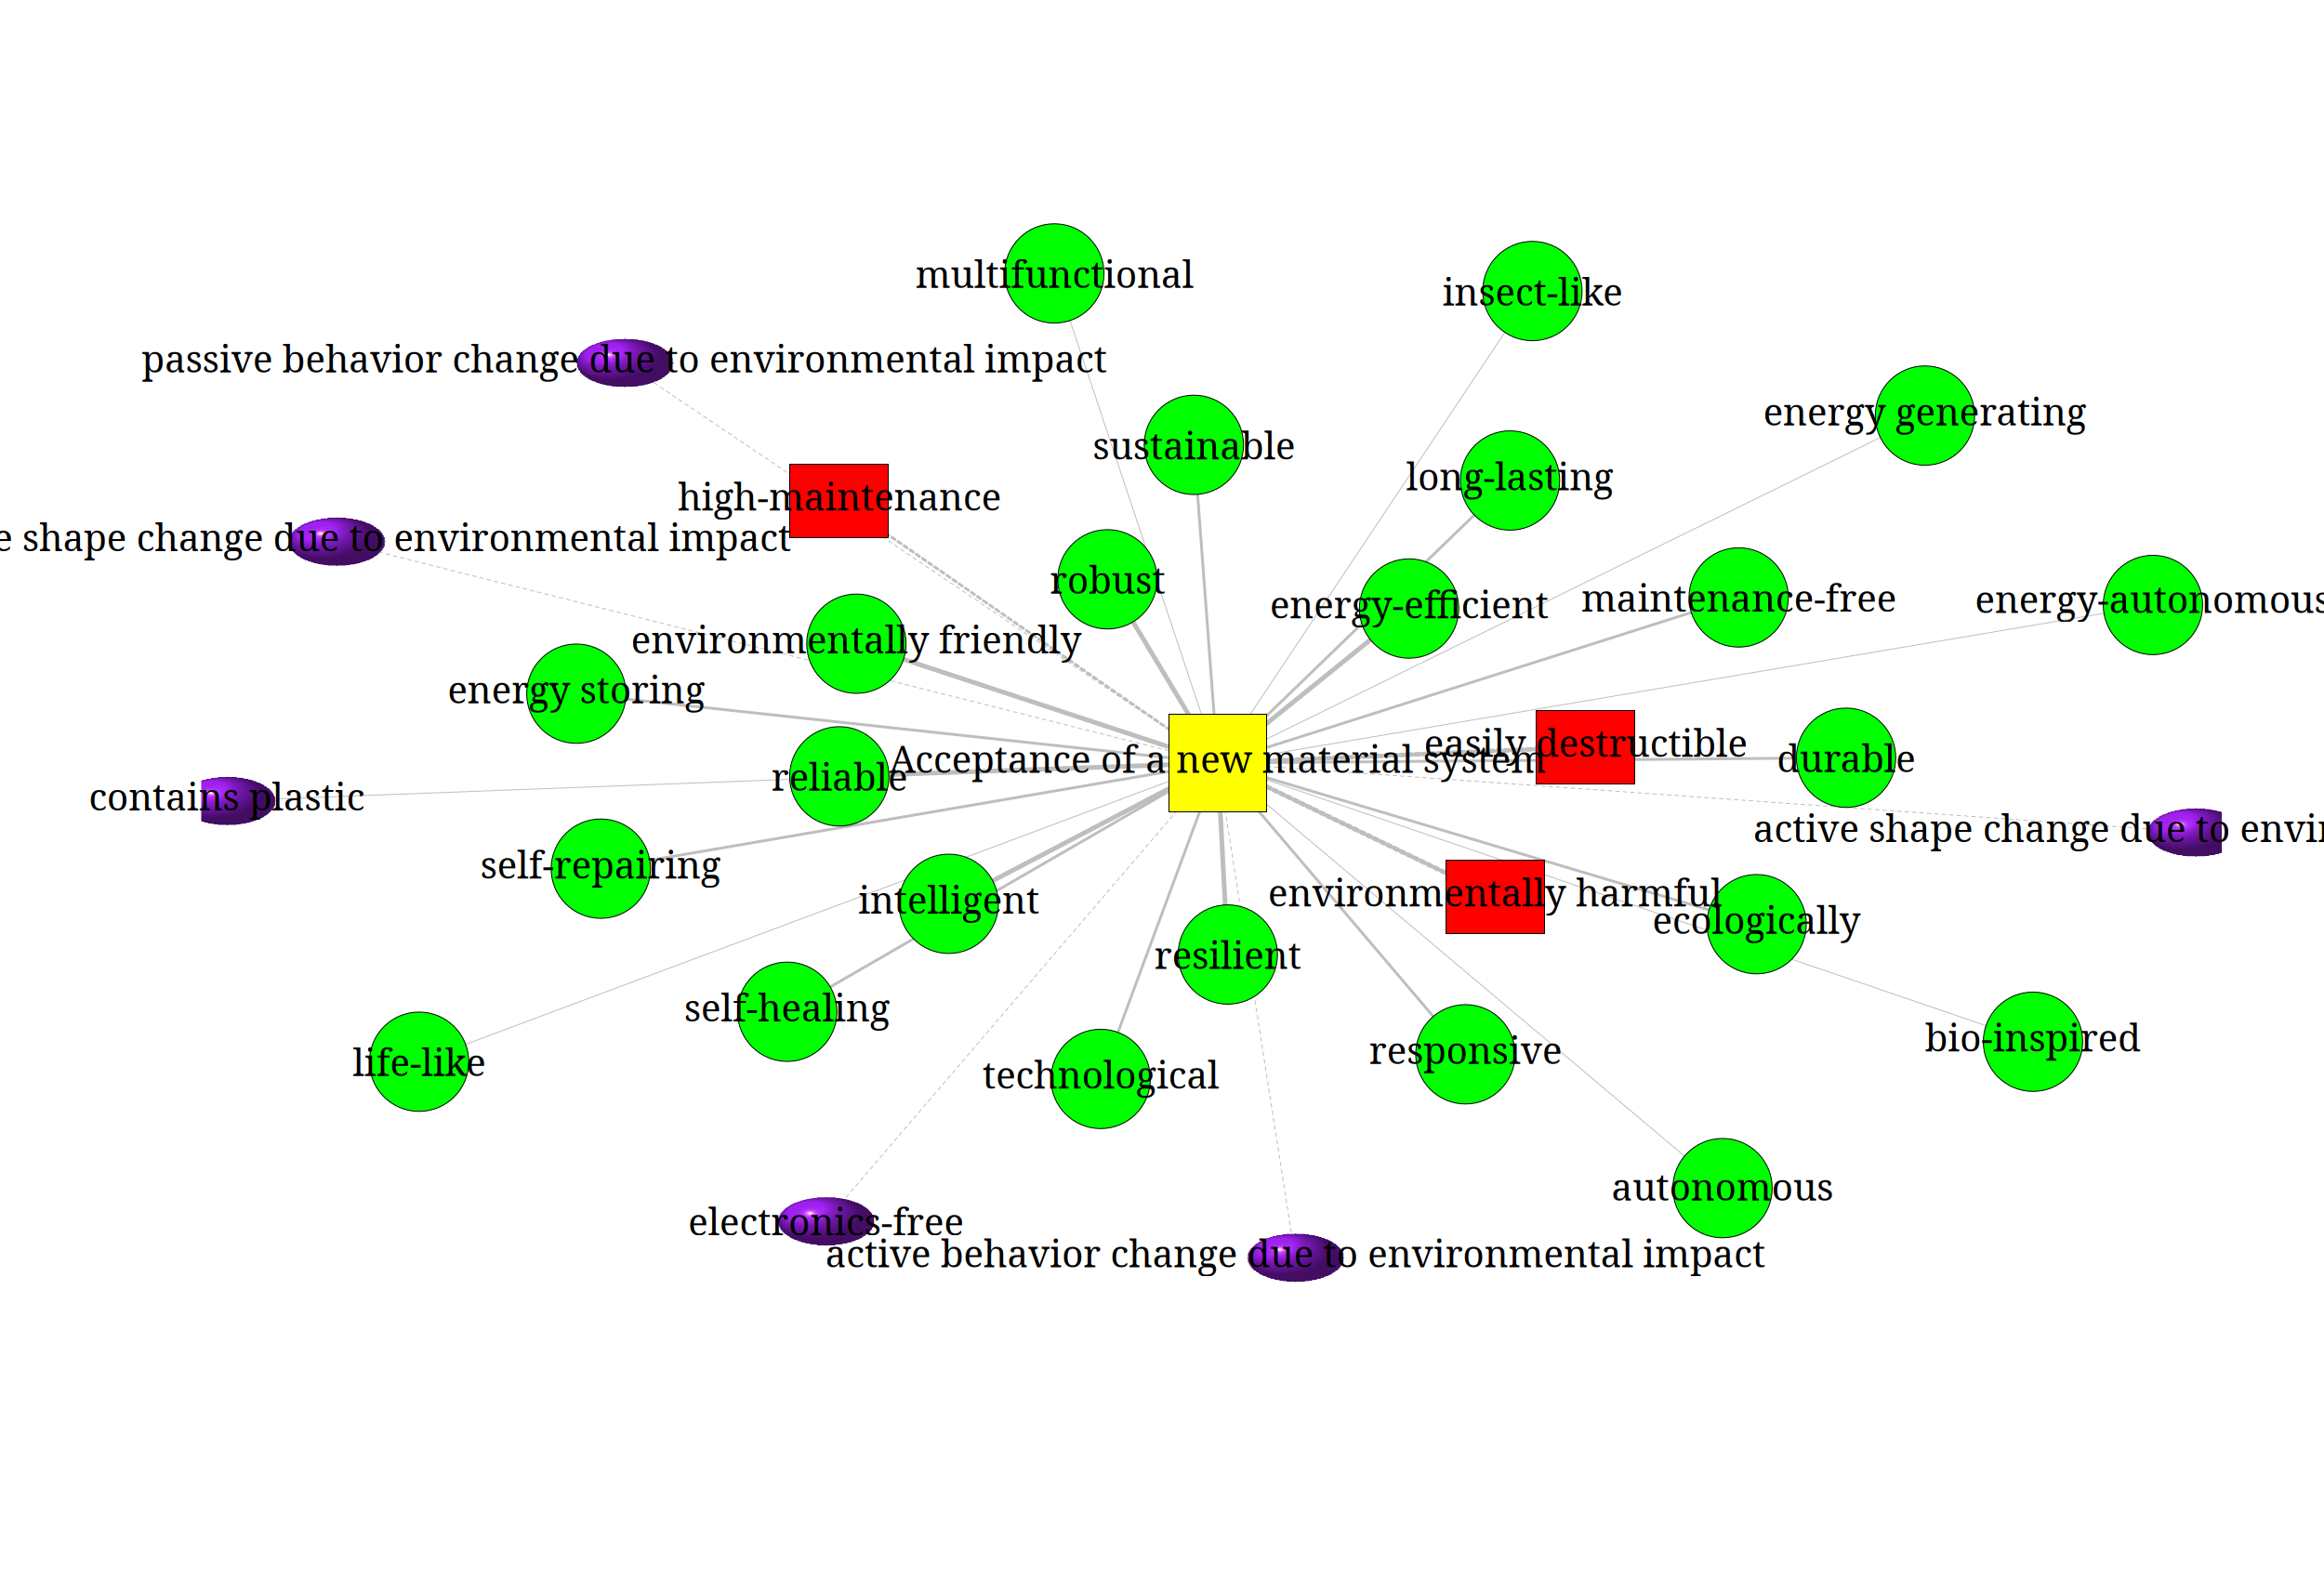 multifunctional
insect-like
passive behavior change due to environmental impact
energy generating
sustainable
long-lasting
high-maintenance
shape change due to environmental impact
robust
energy-efficient
maintenance-free
energy-autonomous
environmentally friendly
energy storing
easily destructible
Acceptance of a new material system
durable
reliable
contains plastic
active shape change due to
self-repairing
environmentally harmful
intelligent
ecologically
resilient
self-healing
bio-inspired
responsive
life-like
technological
autonomous
electronics-free
active behavior change due to environmental impact